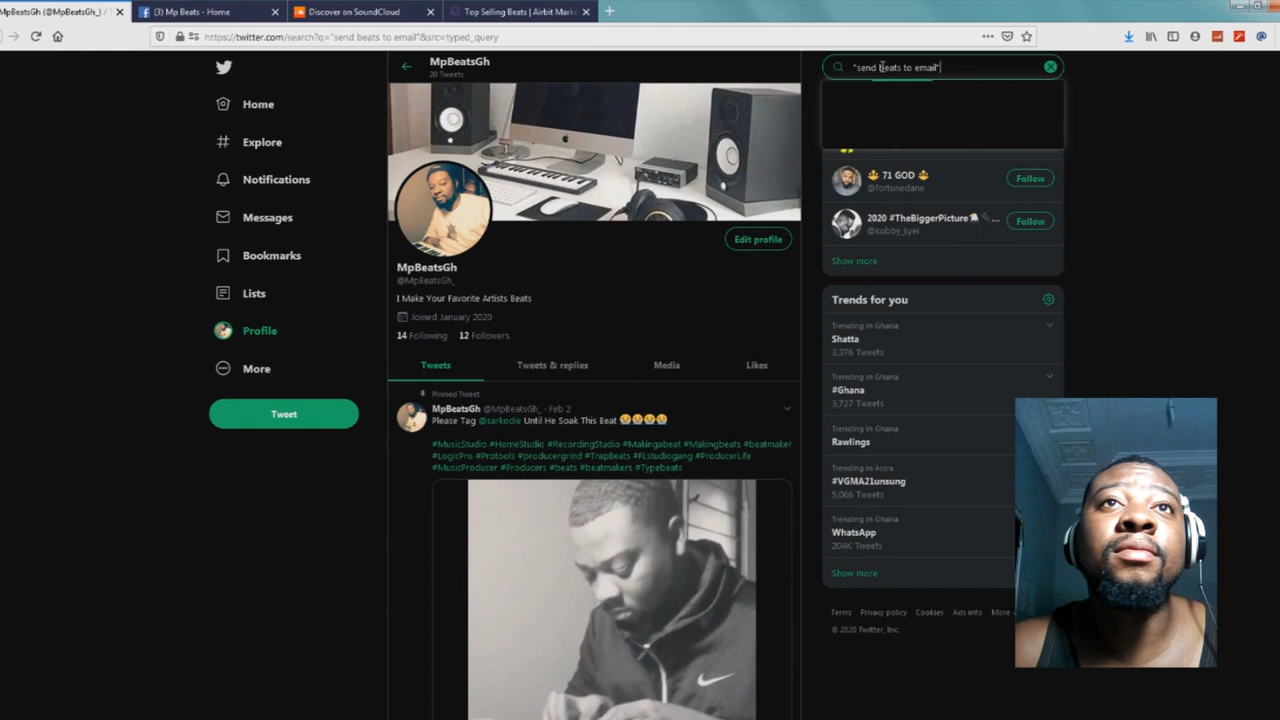 MpBeatsGh (@MpBeatsGh_) /
(3) Mp Beats - Home
Discover on SoundCloud
Top Selling Beats | Airbit Mark
https://twitter.com/search?q="send beats to email"&src=typed_query
Home
Explore
Notifications
Messages
Bookmarks
Lists
Profile
More
Tweet
MpBeatsGh
20 Tweets
Edit profile
MpBeatsGh
@MpBeatsGh_
I Make Your Favorite Artists Beats
Joined January 2020
14 Following 12 Followers
Tweets
Tweets & replies
Media
Likes
Pinned Tweet
MpBeatsGh @MpBeatsGh_ · Feb 2
Please Tag @sarkodie Until He Soak This Beat
#MusicStudio #HomeStudio #RecordingStudio #Makingabeat #Makingbeats #beatmaker
#LogicPro #Protools #producergrind #TrapBeats #FLstudiogang #ProducerLife
#MusicProducer #Producers #beats #beatmakers #Typebeats
"send beats to email"
71 GOD
@fortunedane
Follow
2020 #TheBiggerPicture
@kobby_kyei
Follow
Show more
Trends for you
Trending in Ghana
Shatta
3,376 Tweets
Trending in Ghana
#Ghana
3,727 Tweets
Trending in Ghana
Rawlings
Trending in Accra
#VGMA21unsung
5,066 Tweets
Trending in Ghana
WhatsApp
204K Tweets
Show more
Terms Privacy policy Cookies Ads info More
© 2020 Twitter, Inc.